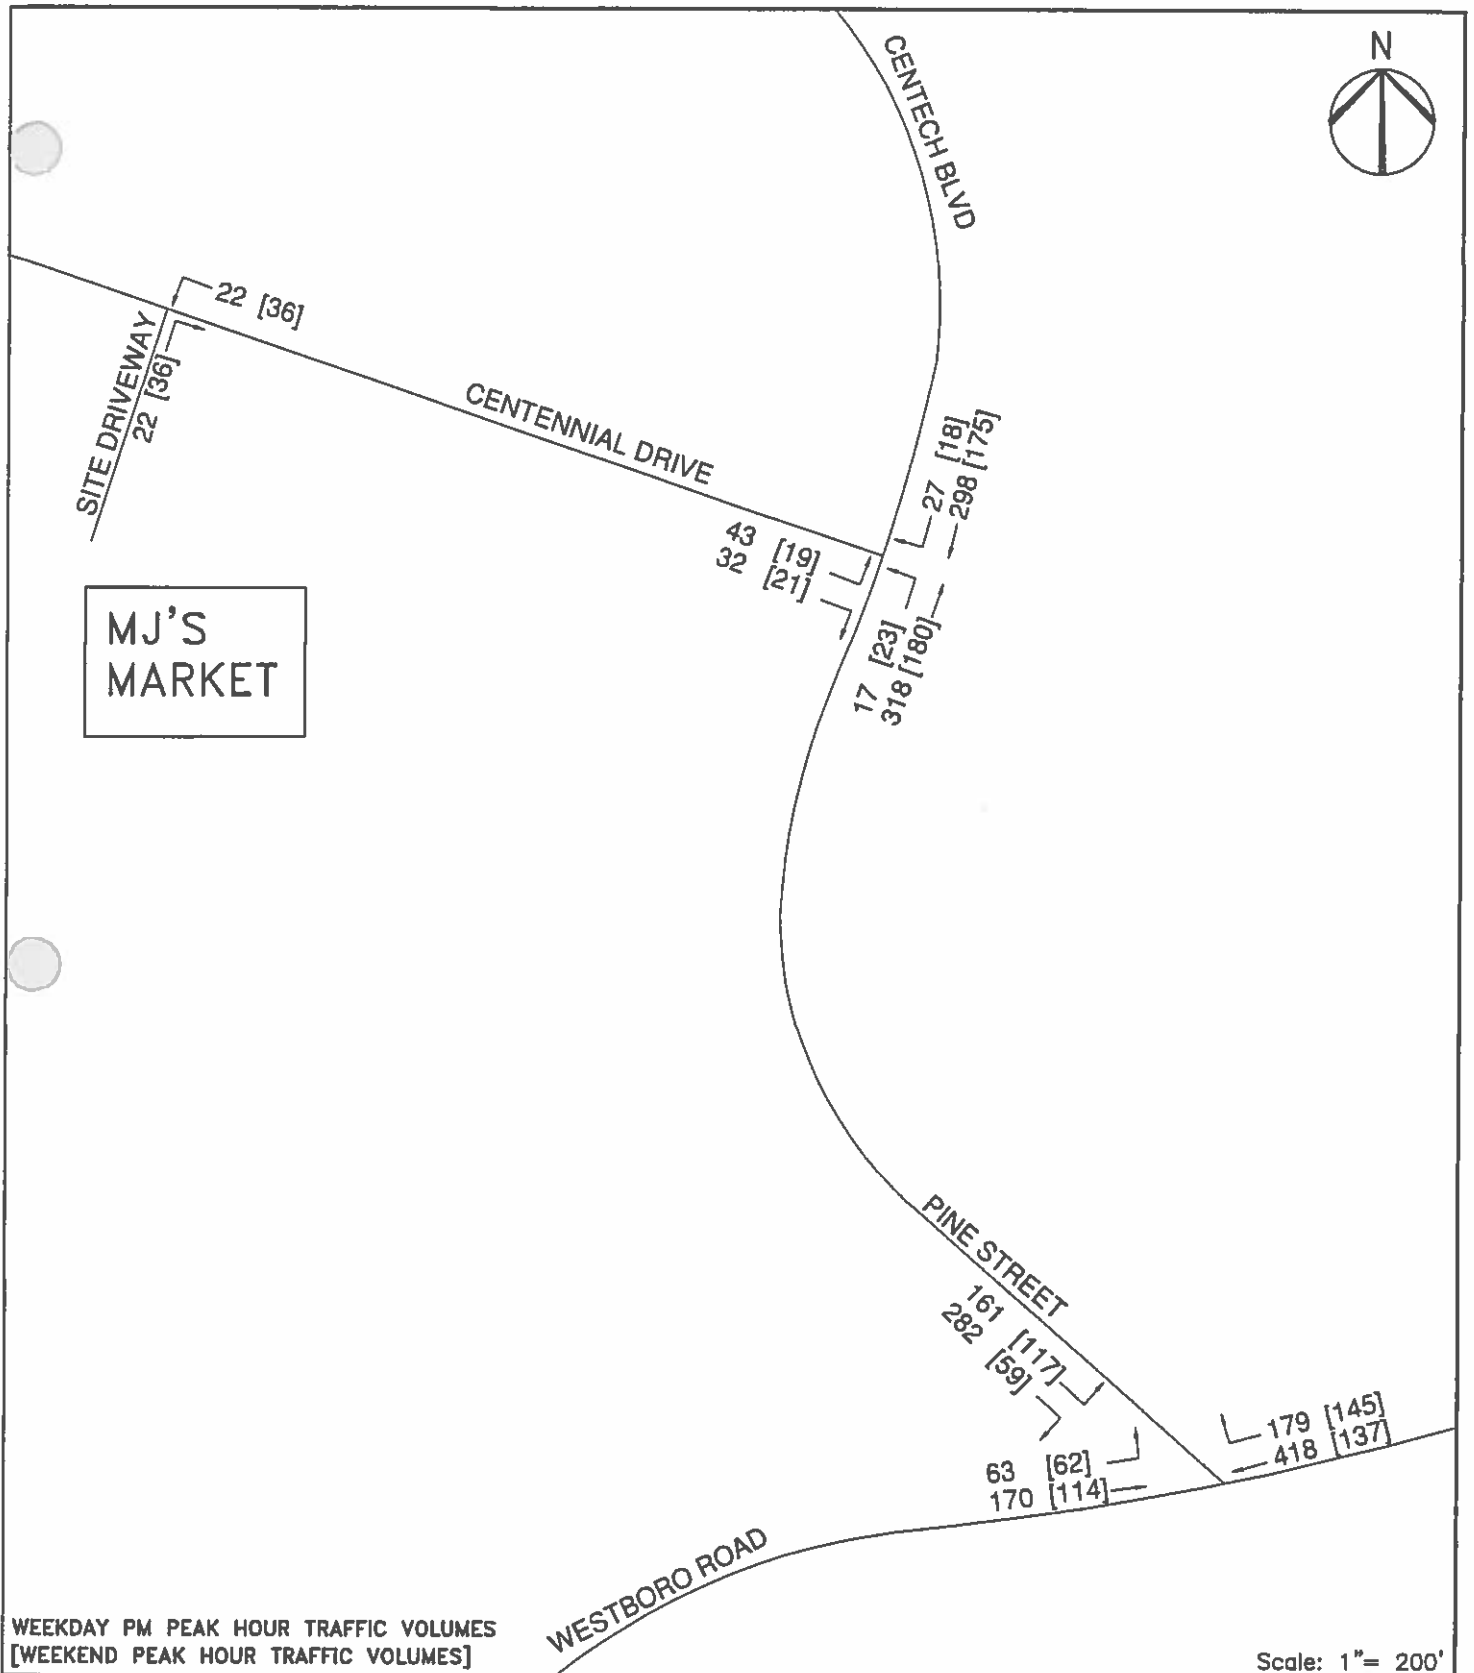 N
CENTECH BLVD
22 [36]
SITE DRIVEWAY
22 [36]
CENTENNIAL DRIVE
27 [18]
298 [175]
43 [19]
32 [21]
17 [23]
318 [180]
MJ'S
MARKET
PINE STREET
161 [117]
282 [59]
179 [145]
418 [137]
63 [62]
170 [114]
WESTBORO ROAD
WEEKDAY PM PEAK HOUR TRAFFIC VOLUMES
[WEEKEND PEAK HOUR TRAFFIC VOLUMES]
Scale: 1"= 200'